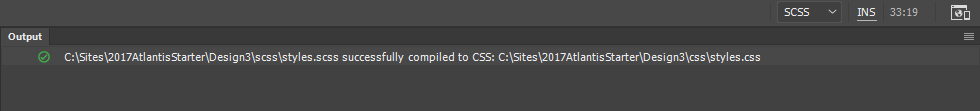 SCSS INS 33:19
Output
C:\Sites\2017AtlantisStarter\Design3\scss\styles.scss successfully compiled to CSS: C:\Sites\2017AtlantisStarter\Design3\css\styles.css